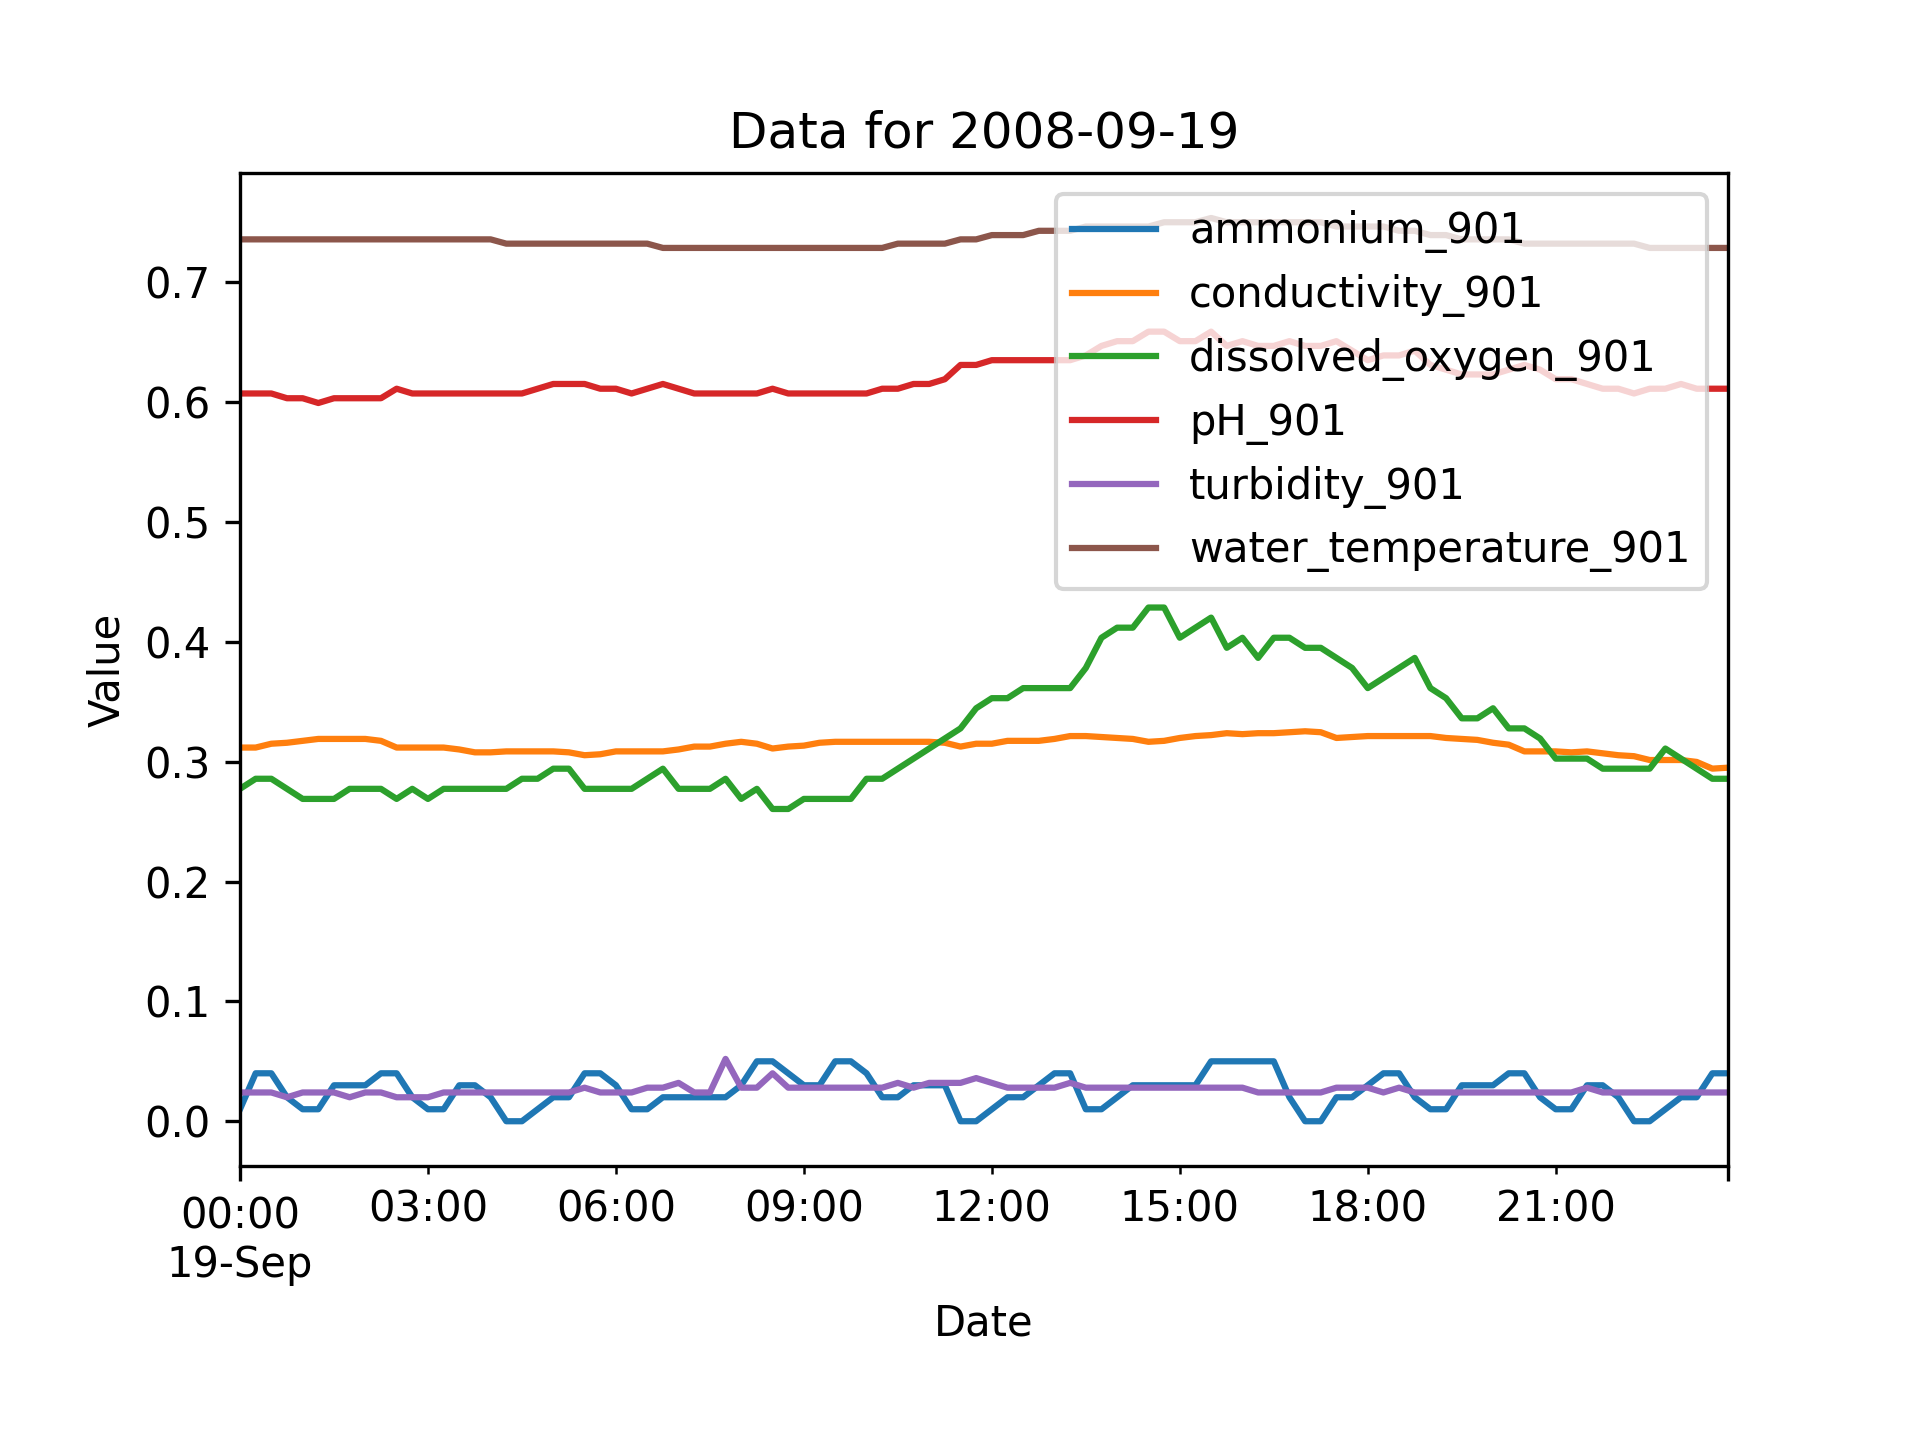 Data for 2008-09-19
ammonium_901
conductivity_901
dissolved_oxygen_901
pH_901
turbidity_901
water_temperature_901
Value
0.7
0.6
0.5
0.4
0.3
0.2
0.1
0.0
00:00 03:00 06:00 09:00 12:00 15:00 18:00 21:00
19-Sep
Date